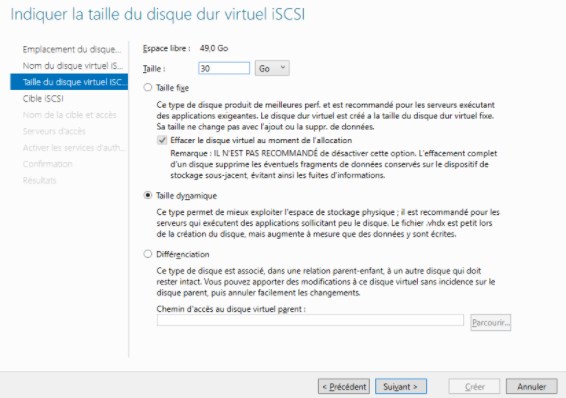 Indiquer la taille du disque dur virtuel iSCSI
Emplacement du disque...
Nom du disque virtuel iS...
Taille du disque virtuel iSC...
Cible iSCSI
Nom de la cible et accès
Serveurs d'accès
Activer les services d'auth...
Confirmation
Résultats
Espace libre : 49,0 Go
Taille : 30 Go
Taille fixe
Ce type de disque produit de meilleures perf. et est recommandé pour les serveurs exécutant
des applications exigeantes. Le disque dur virtuel est créé a la taille du disque dur virtuel fixe.
Sa taille ne change pas avec l'ajout ou la suppr. de données.
Effacer le disque virtuel au moment de l'allocation
Remarque : IL N'EST PAS RECOMMANDÉ de désactiver cette option. L'effacement complet
d'un disque supprime les éventuels fragments de données conservés sur le dispositif de
stockage sous-jacent, évitant ainsi les fuites d'informations.
Taille dynamique
Ce type permet de mieux exploiter l'espace de stockage physique ; il est recommandé pour les
serveurs qui exécutent des applications sollicitant peu le disque. Le fichier .vhdx est petit lors
de la création du disque, mais augmente à mesure que des données y sont écrites.
Différenciation
Ce type de disque est associé, dans une relation parent-enfant, à un autre disque qui doit
rester intact. Vous pouvez apporter des modifications à ce disque virtuel sans incidence sur le
disque parent, puis annuler facilement les changements.
Chemin d'accès au disque virtuel parent :
Parcourir...
< Précédent Suivant > Créer Annuler